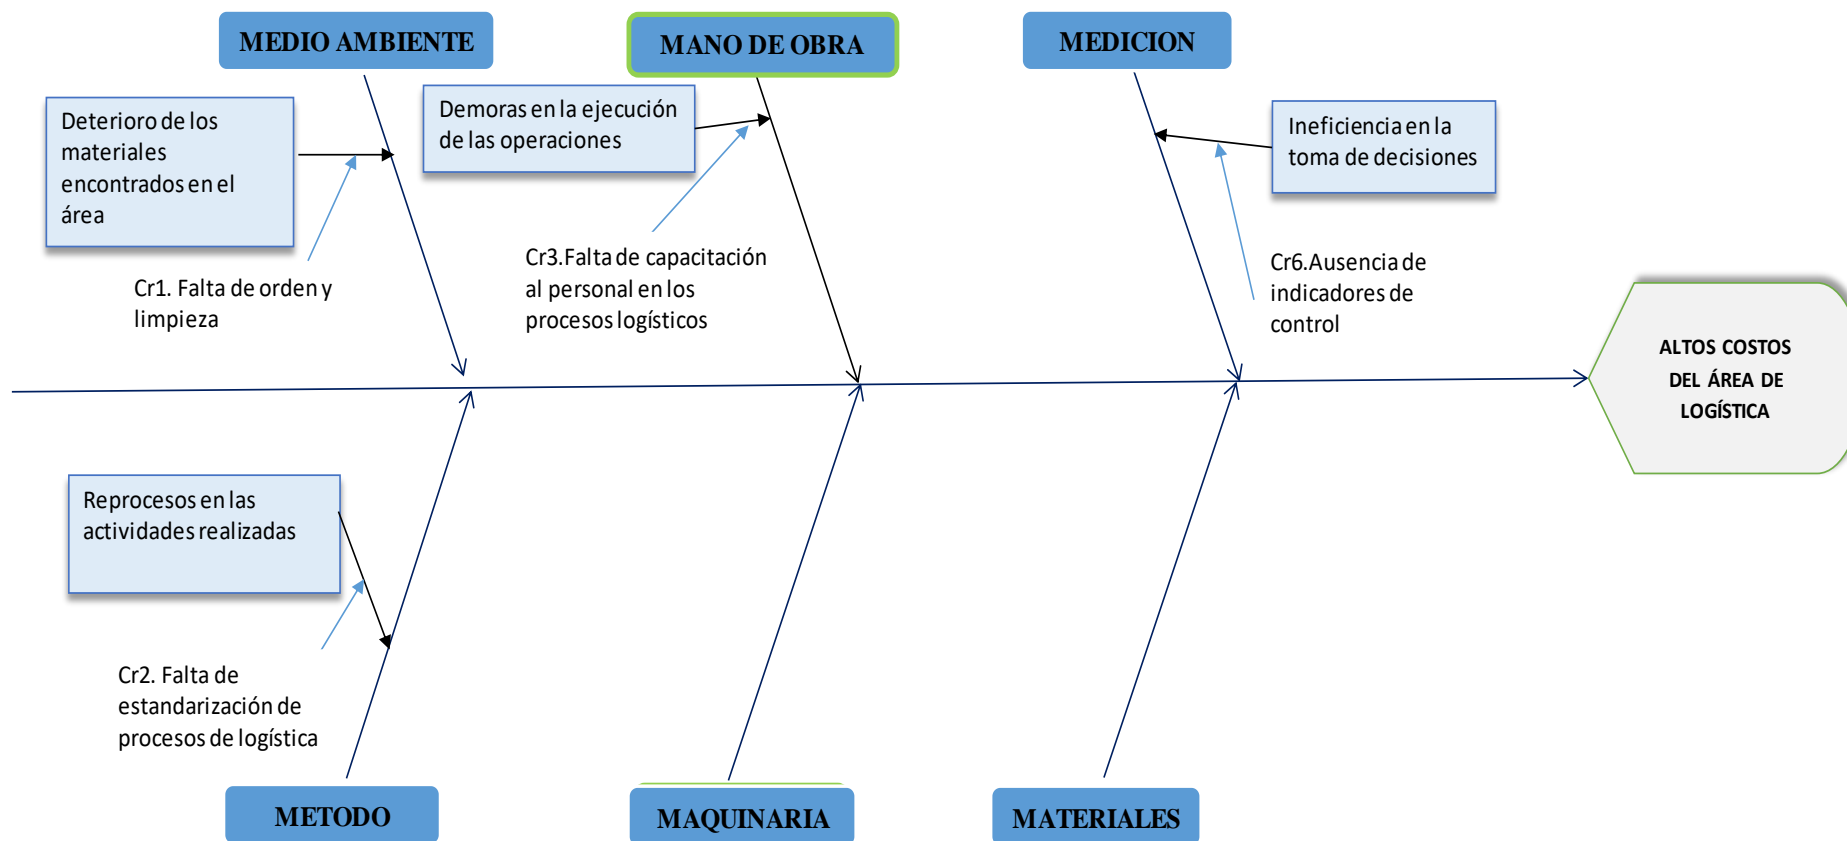 MEDIO AMBIENTE
MANO DE OBRA
MEDICION
Deterioro de los
materiales
encontrados en el
área
Demoras en la ejecución
de las operaciones
Ineficiencia en la
toma de decisiones
Cr1. Falta de orden y
limpieza
Cr3.Falta de capacitación
al personal en los
procesos logísticos
Cr6.Ausencia de
indicadores de
control
ALTOS COSTOS
DEL ÁREA DE
LOGÍSTICA
Reprocesos en las
actividades realizadas
Cr2. Falta de
estandarización de
procesos de logística
METODO
MAQUINARIA
MATERIALES